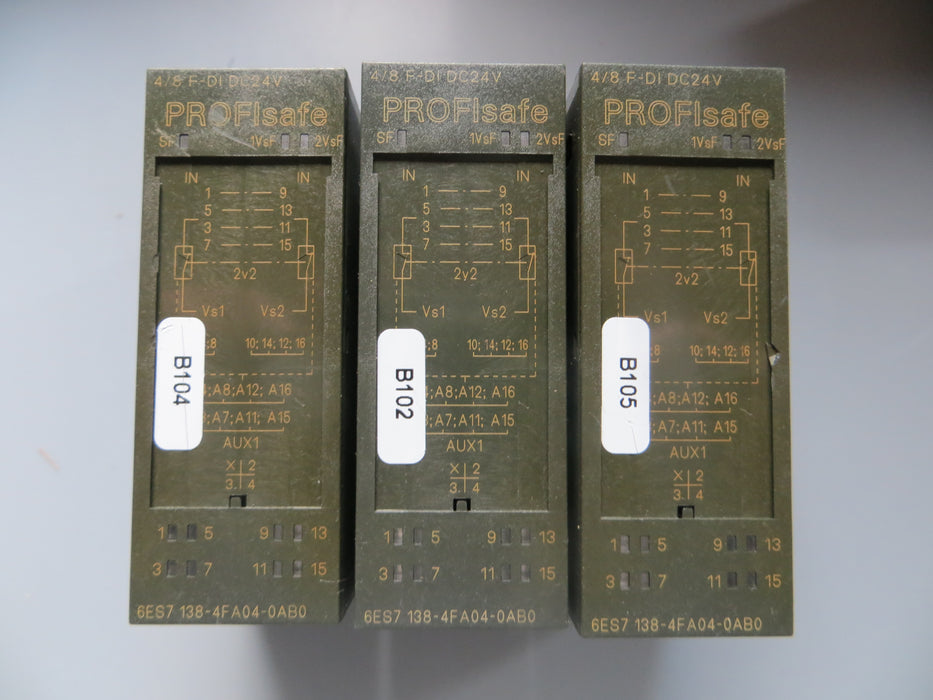 4/8 F-DI DC24V
PROFIsafe
SF 1VsF 2VsF
IN IN
1 9
5 13
3 11
7 15
2v2
Vs1 Vs2
;8 10; 14; 12; 16
B104
;A8;A12; A16
;A7;A11; A15
AUX1
X 2
3. 4
1 5 9 13
3 7 11 15
6ES7 138-4FA04-0AB0
4/8 F-DI DC24V
PROFIsafe
SF 1VsF 2VsF
IN IN
1 9
5 13
3 11
7 15
2y2
Vs1 Vs2
;8 10; 14; 12; 16
B102
;A8;A12; A16
;A7;A11; A15
AUX1
X 2
3. 4
1 5 9 13
3 7 11 15
6ES7 138-4FA04-0AB0
4/8 F-DI DC24V
PROFIsafe
SF 1VsF 2VsF
IN IN
1 9
5 13
3 11
7 15
2v2
Vs1 Vs2
;8 10; 14; 12; 16
B105
;A8;A12; A16
;A7;A11; A15
AUX1
X 2
3. 4
1 5 9 13
3 7 11 15
6ES7 138-4FA04-0AB0